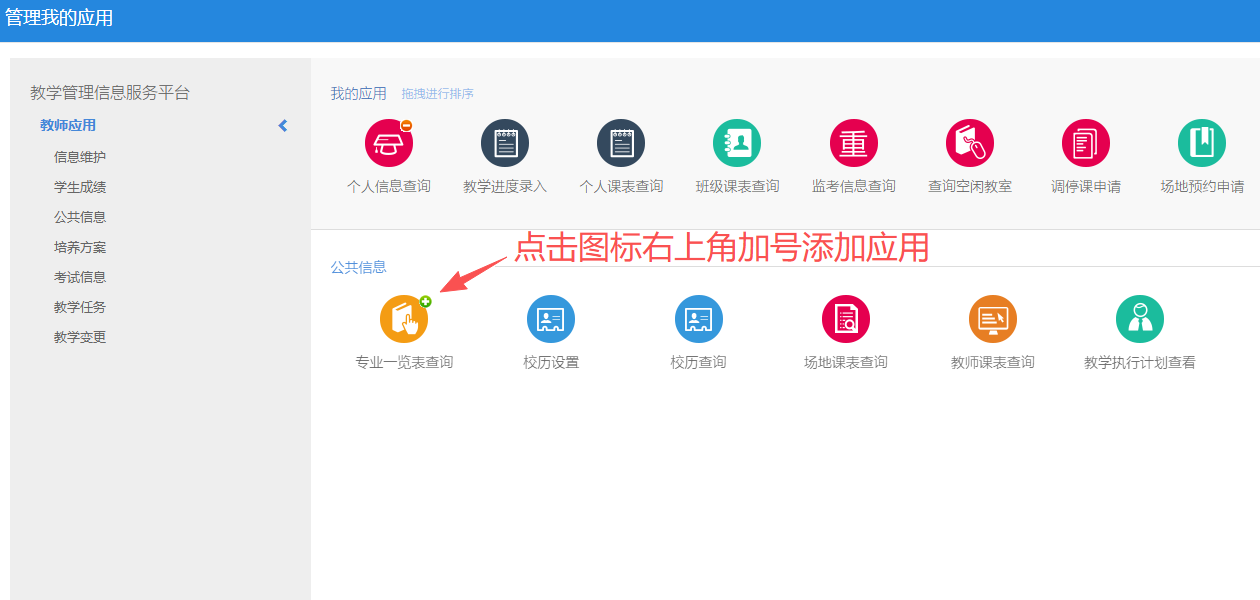 管理我的应用
教学管理信息服务平台
教师应用
信息维护
学生成绩
公共信息
培养方案
考试信息
教学任务
教学变更
我的应用 拖拽进行排序
个人信息查询 教学进度录入 个人课表查询 班级课表查询 重 监考信息查询 查询空闲教室 调停课申请 场地预约申请
点击图标右上角加号添加应用
公共信息
专业一览表查询 校历设置 校历查询 场地课表查询 教师课表查询 教学执行计划查看